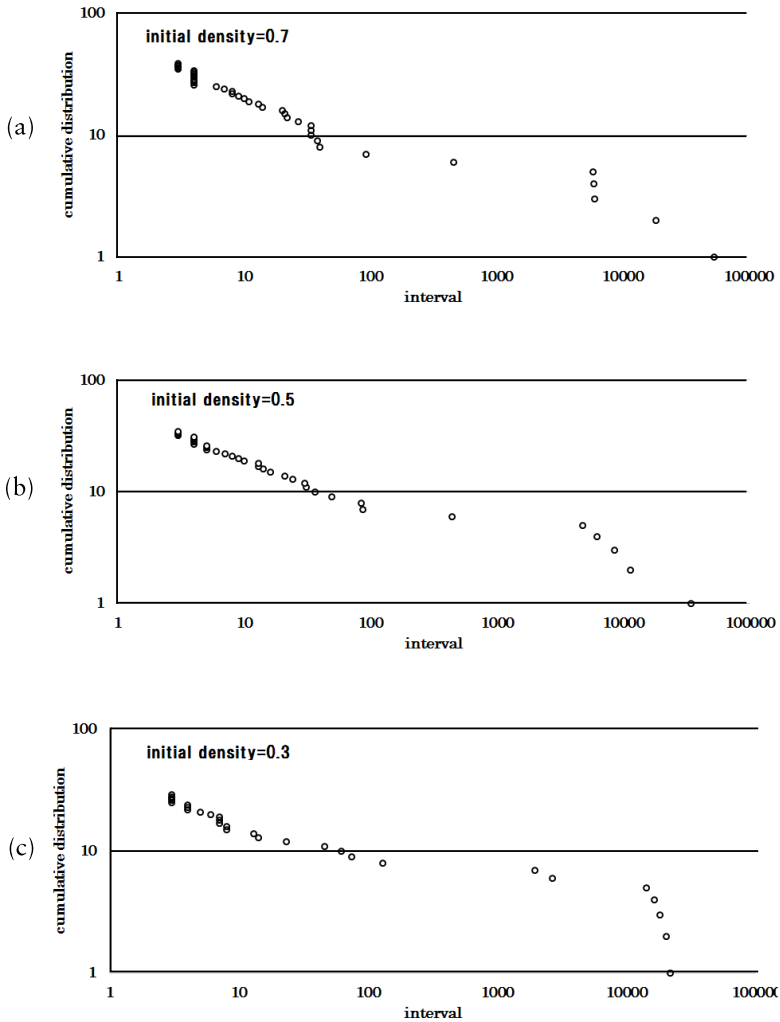 100
initial density=0.7
(a)
cumulative distribution
10
1
1 10 100 1000 10000 100000
interval
100
initial density=0.5
(b)
cumulative distribution
10
1
1 10 100 1000 10000 100000
interval
100
initial density=0.3
(c)
cumulative distribution
10
1
1 10 100 1000 10000 100000
interval